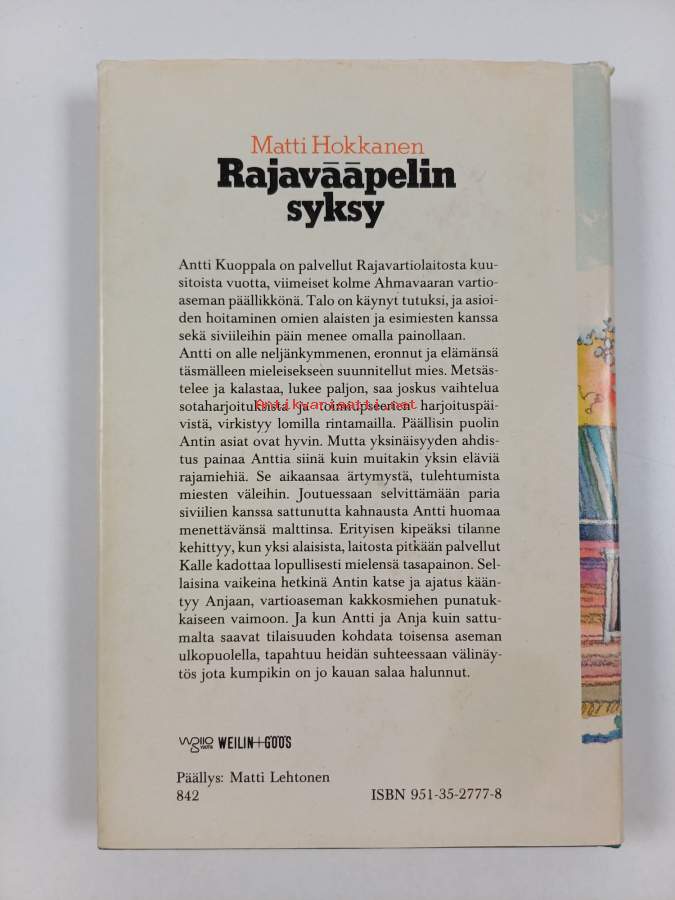 Matti Hokkanen
Rajavääpelin
syksy
Antti Kuoppala on palvellut Rajavartiolaitosta kuu-
sitoista vuotta, viimeiset kolme Ahmavaaran vartio-
aseman päällikkönä. Talo on käynyt tutuksi, ja asioi-
den hoitaminen omien alaisten ja esimiesten kanssa
sekä siviileihin päin menee omalla painollaan.
Antti on alle neljänkymmenen, eronnut ja elämänsä
täsmälleen mieleisekseen suunnitellut mies. Metsäs-
telee ja kalastaa, lukee paljon, saa joskus vaihtelua
sotaharjoituksista ja toimiupseerien harjoituspäi-
Antikvariaatti.net
vistä, virkistyy lomilla rintamailla. Päällisin puolin
Antin asiat ovat hyvin. Mutta yksinäisyyden ahdis-
tus painaa Anttia siinä kuin muitakin yksin eläviä
rajamiehiä. Se aikaansaa ärtymystä, tulehtumista
miesten väleihin. Joutuessaan selvittämään paria
siviilien kanssa sattunutta kahnausta Antti huomaa
menettävänsä malttinsa. Erityisen kipeäksi tilanne
kehittyy, kun yksi alaisista, laitosta pitkään palvellut
Kalle kadottaa lopullisesti mielensä tasapainon. Sel-
laisina vaikeina hetkinä Antin katse ja ajatus kään-
tyy Anjaan, vartioaseman kakkosmiehen punatuk-
kaiseen vaimoon. Ja kun Antti ja Anja kuin sattu-
malta saavat tilaisuuden kohdata toisensa aseman
ulkopuolella, tapahtuu heidän suhteessaan välinäy-
tös jota kumpikin on jo kauan salaa halunnut.
WEILIN+GÖÖS
Päällys: Matti Lehtonen
842 ISBN 951-35-2777-8